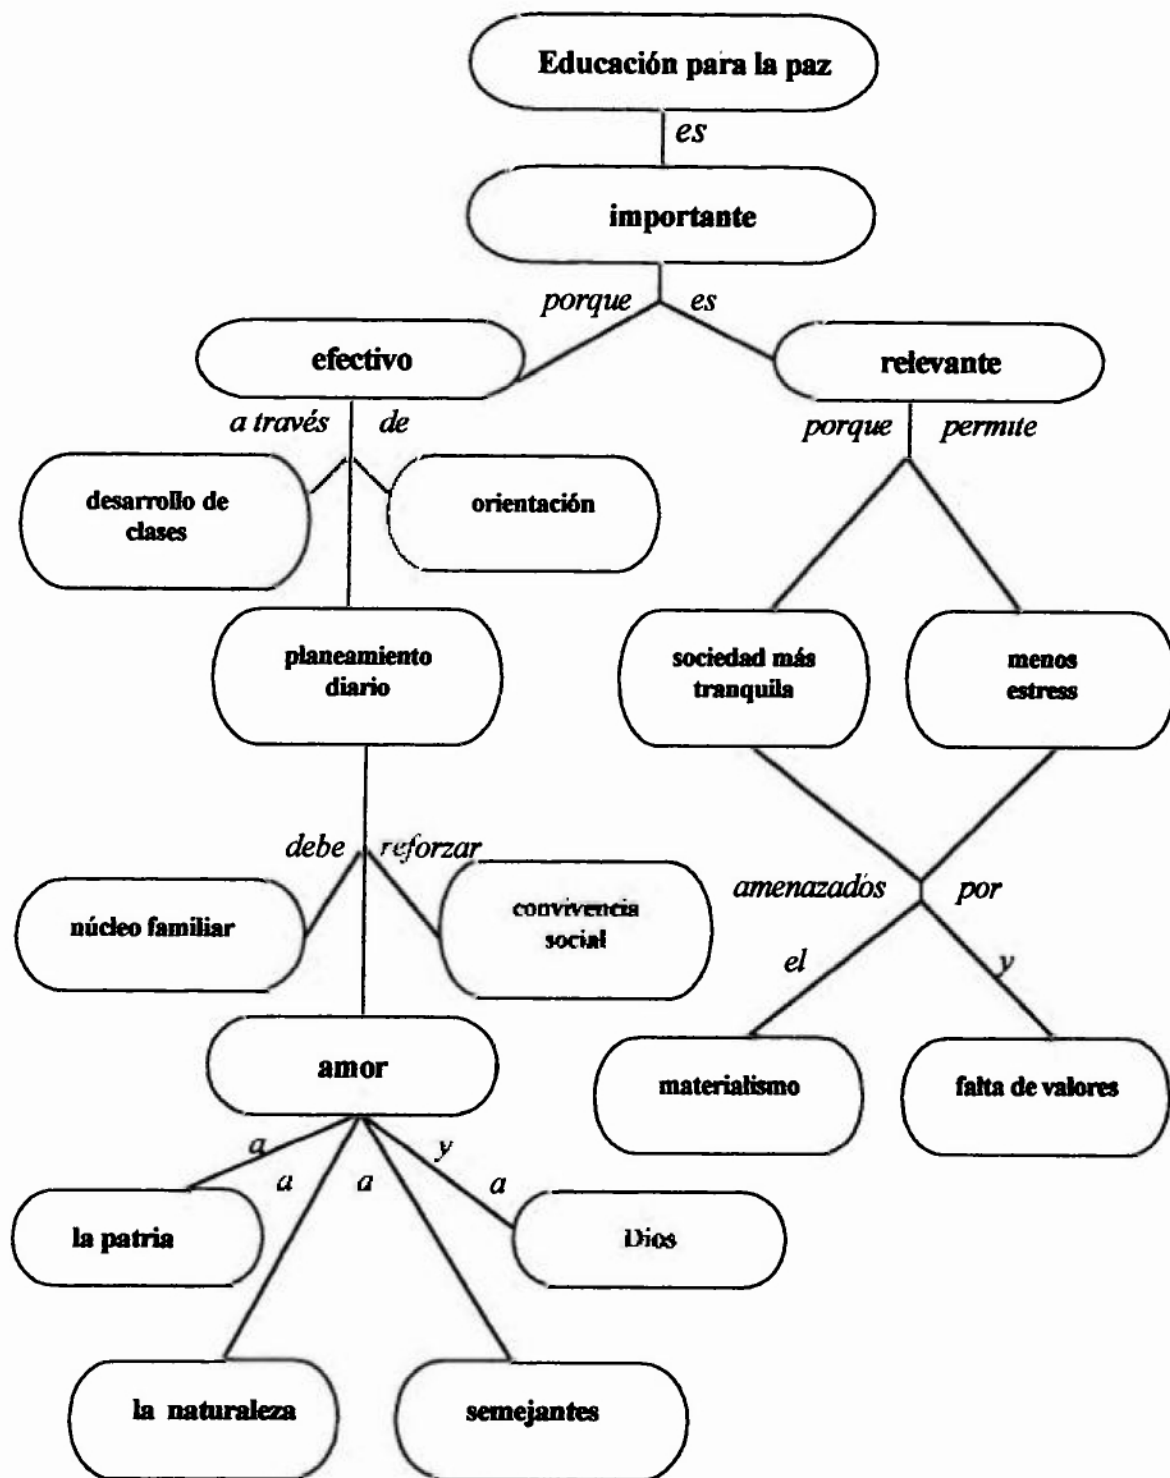 Educación para la paz
es
importante
porque es
efectivo
relevante
a través de
porque permite
desarrollo de
clases
orientación
planeamiento
diario
sociedad más
tranquila
menos
estress
debe reforzar
núcleo familiar
convivencia
social
amenazados por
el y
amor
materialismo
falta de valores
a a a y a
la patria
Dios
la naturaleza
semejantes